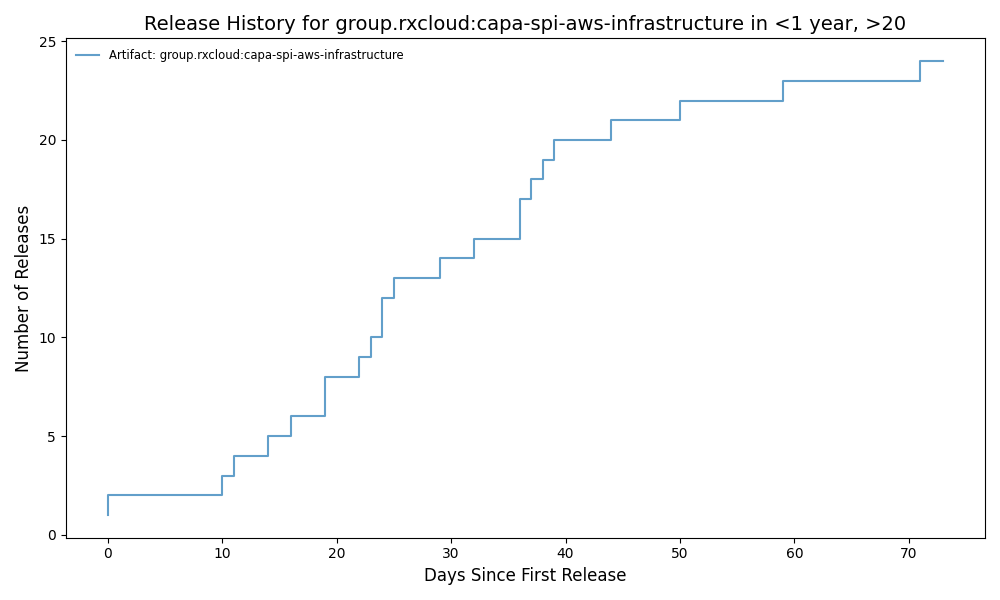 Release History for group.rxcloud:capa-spi-aws-infrastructure in <1 year, >20
Artifact: group.rxcloud:capa-spi-aws-infrastructure
Number of Releases
25
20
15
10
5
0
0 10 20 30 40 50 60 70
Days Since First Release